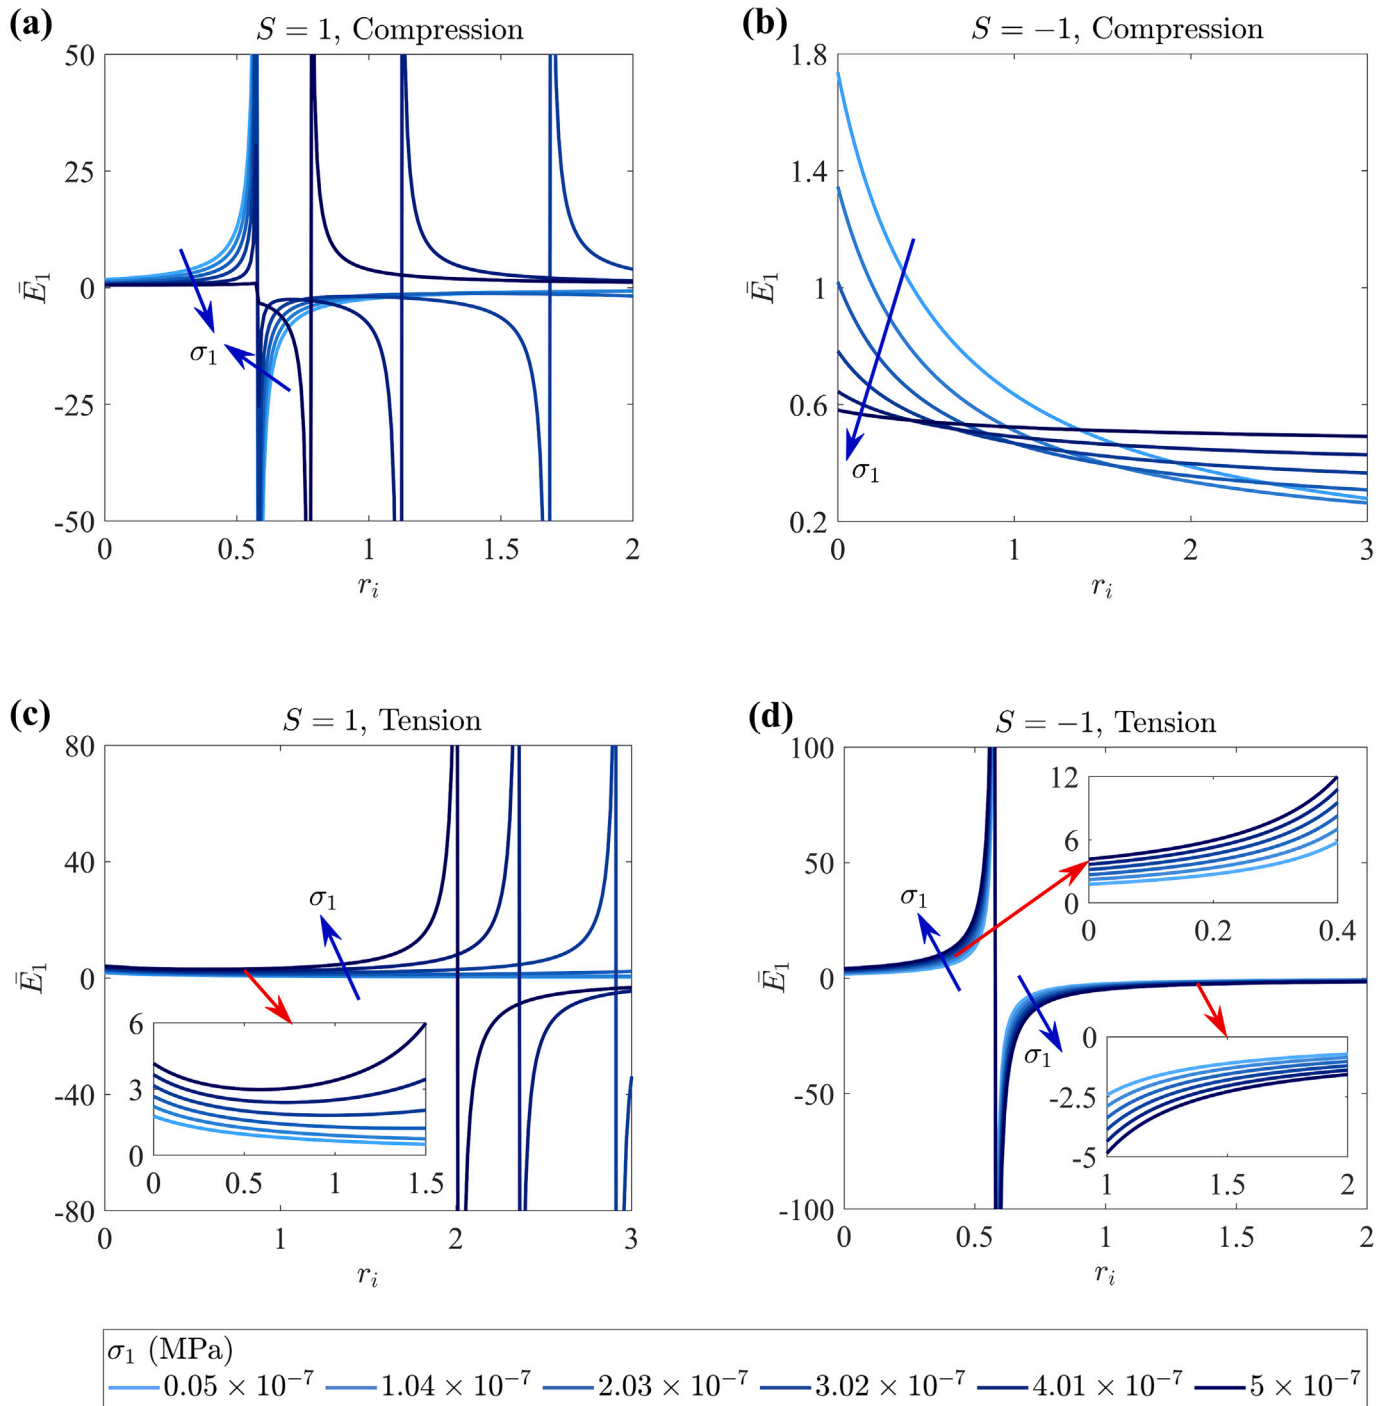 (a)
S = 1, Compression
50
25
0
-25
-50
Ē₁
σ₁
0 0.5 1 1.5 2
rᵢ
(b)
S = −1, Compression
1.8
1.4
1
0.6
0.2
Ē₁
σ₁
0 1 2 3
rᵢ
(c)
S = 1, Tension
80
40
0
-40
-80
Ē₁
σ₁
6
3
0
0 0.5 1 1.5
0 1 2 3
rᵢ
(d)
S = −1, Tension
100
50
0
-50
-100
Ē₁
σ₁
12
6
0
0 0.2 0.4
σ₁
0
-2.5
-5
1 1.5 2
0 0.5 1 1.5 2
rᵢ
σ₁ (MPa)
0.05 × 10⁻⁷ 1.04 × 10⁻⁷ 2.03 × 10⁻⁷ 3.02 × 10⁻⁷ 4.01 × 10⁻⁷ 5 × 10⁻⁷